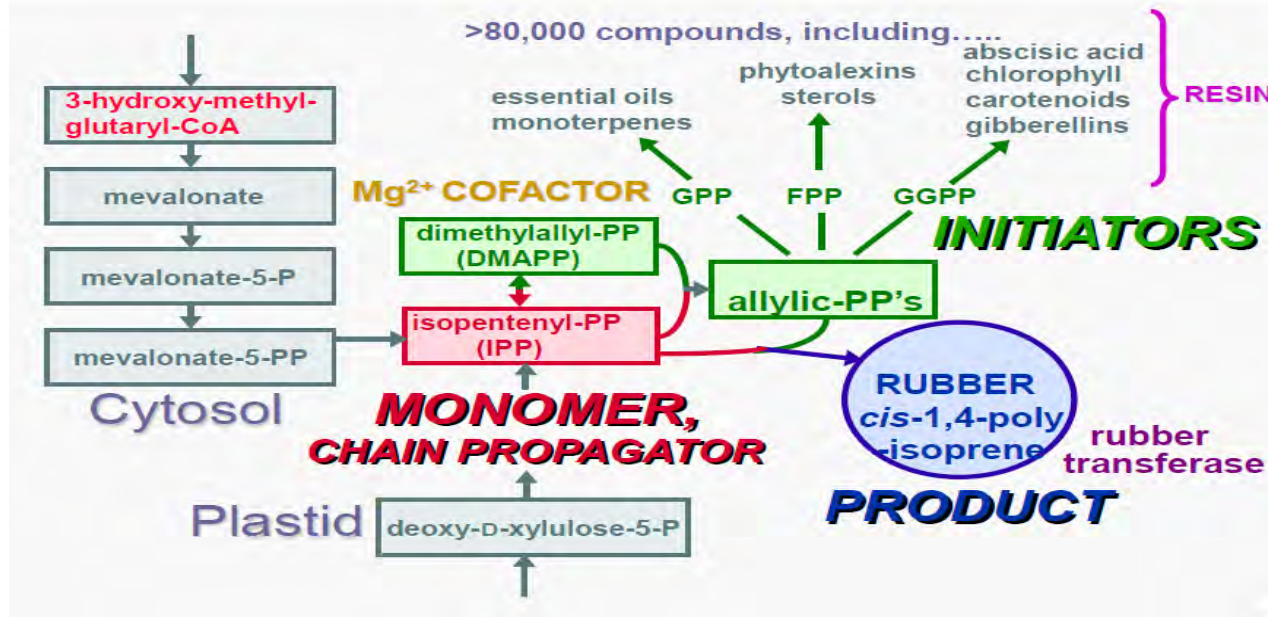 >80,000 compounds, including…..
3-hydroxy-methyl-
glutaryl-CoA
mevalonate
mevalonate-5-P
mevalonate-5-PP
Cytosol
essential oils
monoterpenes
phytoalexins
sterols
abscisic acid
chlorophyll
carotenoids
gibberellins
RESIN
Mg²⁺ COFACTOR
GPP
FPP
GGPP
INITIATORS
dimethylallyl-PP
(DMAPP)
isopentenyl-PP
(IPP)
allylic-PP's
MONOMER,
CHAIN PROPAGATOR
RUBBER
cis-1,4-poly
-isoprene
rubber
transferase
PRODUCT
Plastid
deoxy-D-xylulose-5-P